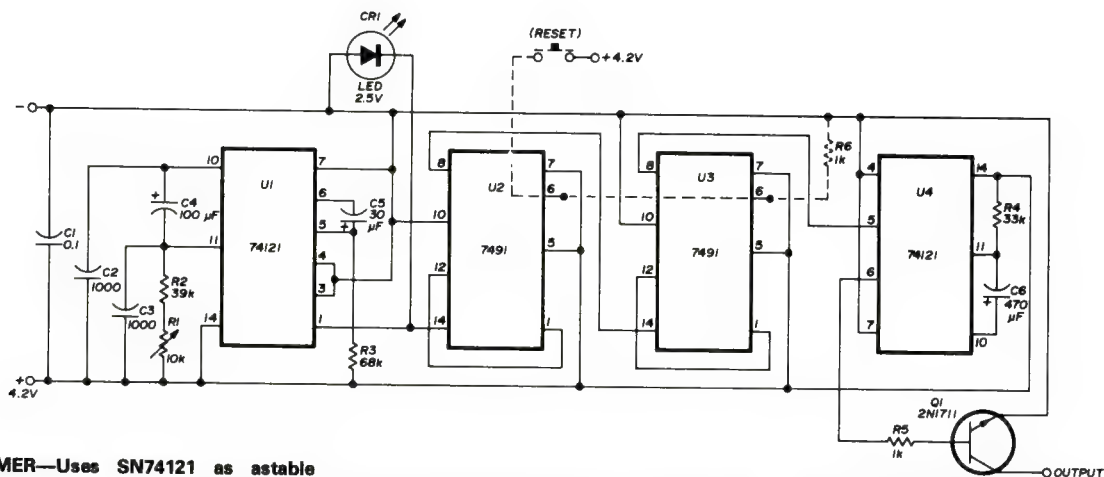 CR1
LED
2.5V
(RESET)
+4.2V
-
10
U1
7
8
U2
7
8
U3
7
R6
1k
4
U4
14
C4
100 µF
6
C5
30
µF
6
6
R4
33k
C1
0.1
11
74121
5
10
10
5
74121
11
C2
1000
R2
39k
4
3
7491
5
7491
5
6
C6
470
µF
C3
1000
R1
10k
12
12
7
10
14
1
14
1
14
1
R3
68k
+
4.2V
Q1
2N1711
R5
1k
OUTPUT
MER—Uses SN74121 as astable